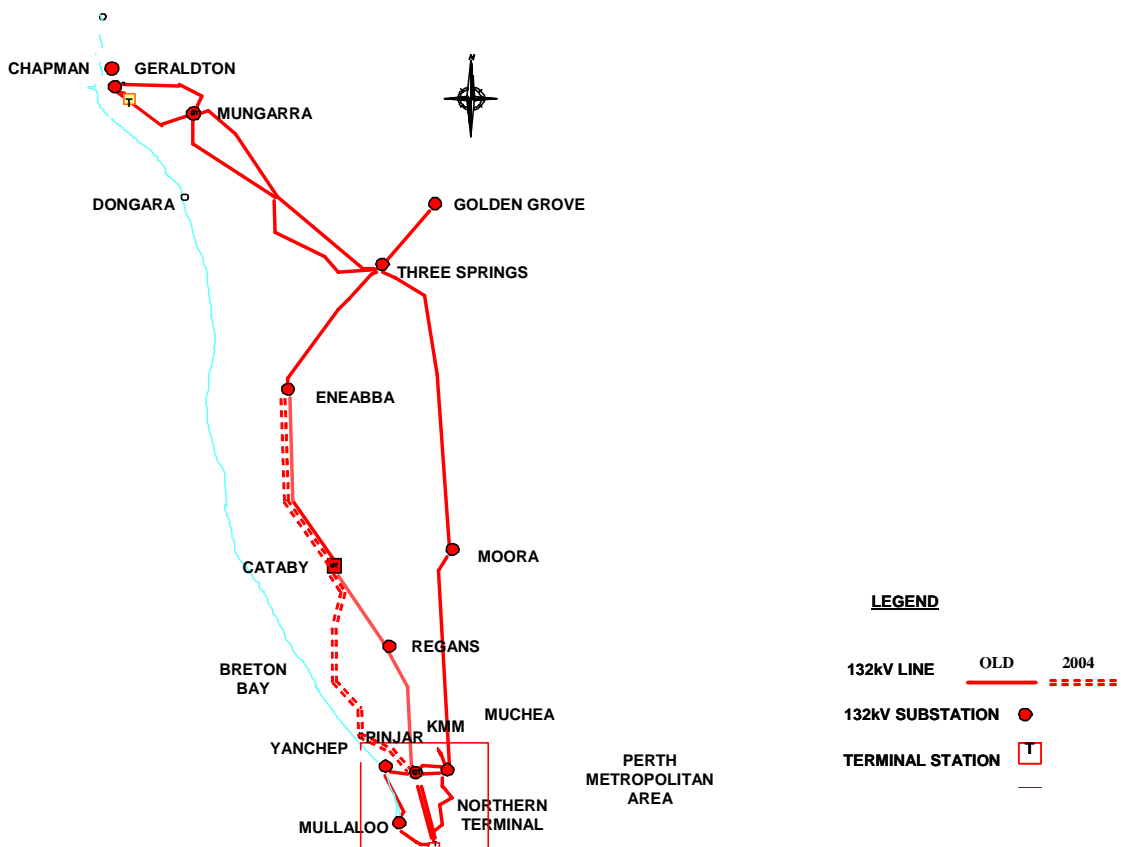 N
CHAPMAN
GERALDTON
T
MUNGARRA
DONGARA
GOLDEN GROVE
THREE SPRINGS
ENEABBA
CATABY
MOORA
REGANS
BRETON
BAY
MUCHEA
KMM
PINJAR
YANCHEP
NORTHERN
TERMINAL
MULLALOO
PERTH
METROPOLITAN
AREA
LEGEND
132kV LINE OLD 2004
132kV SUBSTATION
TERMINAL STATION T